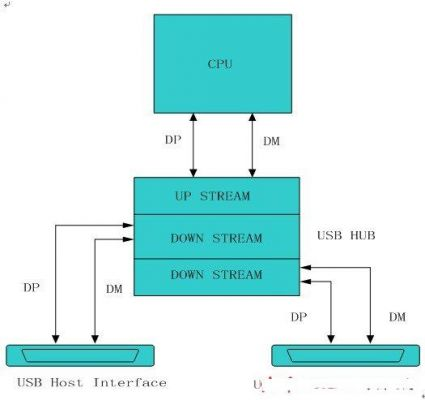 CPU
DP
DM
UP STREAM
DOWN STREAM
USB HUB
DOWN STREAM
DP
DM
DP
DM
USB Host Interface